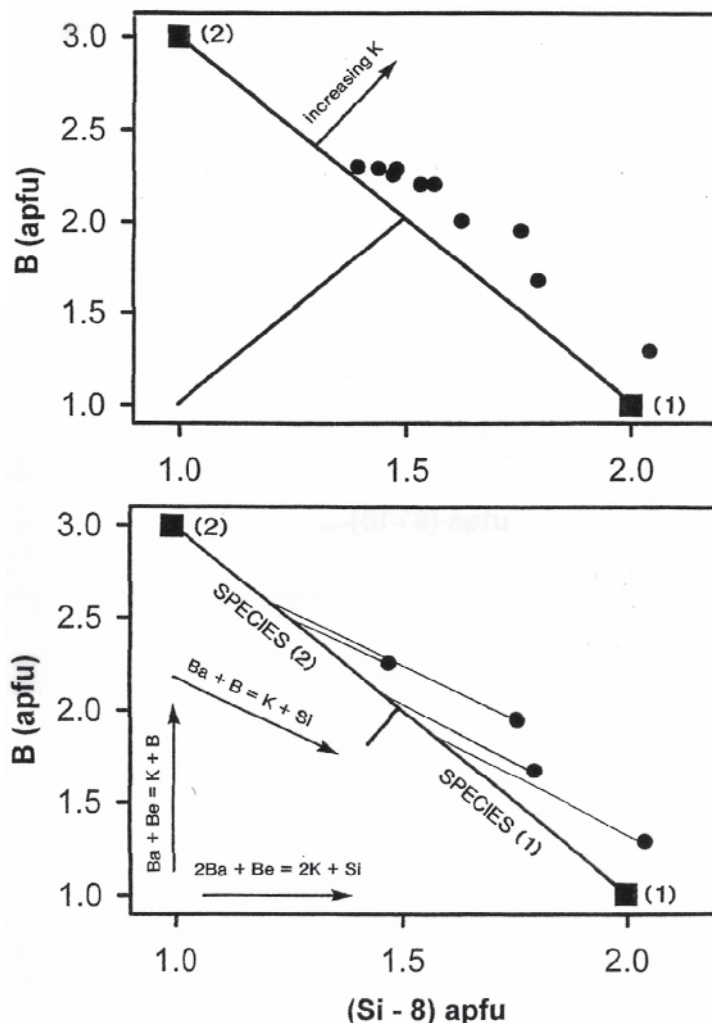 3.0
(2)
increasing K
2.5
B (apfu)
2.0
1.5
1.0
(1)
1.0
1.5
2.0
3.0
(2)
2.5
SPECIES (2)
B (apfu)
Ba + B = K + Si
2.0
Ba + Be = K + B
1.5
SPECIES (1)
2Ba + Be = 2K + Si
1.0
(1)
1.0
1.5
2.0
(Si - 8) apfu